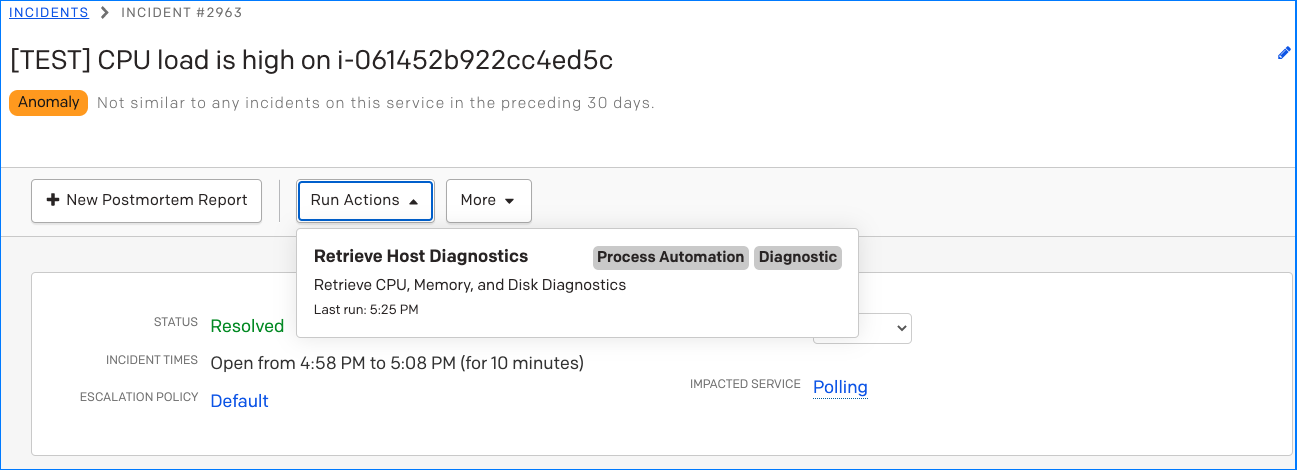 INCIDENTS > INCIDENT #2963
[TEST] CPU load is high on i-061452b922cc4ed5c
Anomaly Not similar to any incidents on this service in the preceding 30 days.
+ New Postmortem Report Run Actions ▲ More ▼
Retrieve Host Diagnostics Process Automation Diagnostic
Retrieve CPU, Memory, and Disk Diagnostics
Last run: 5:25 PM
STATUS Resolved
INCIDENT TIMES Open from 4:58 PM to 5:08 PM (for 10 minutes)
ESCALATION POLICY Default
IMPACTED SERVICE Polling